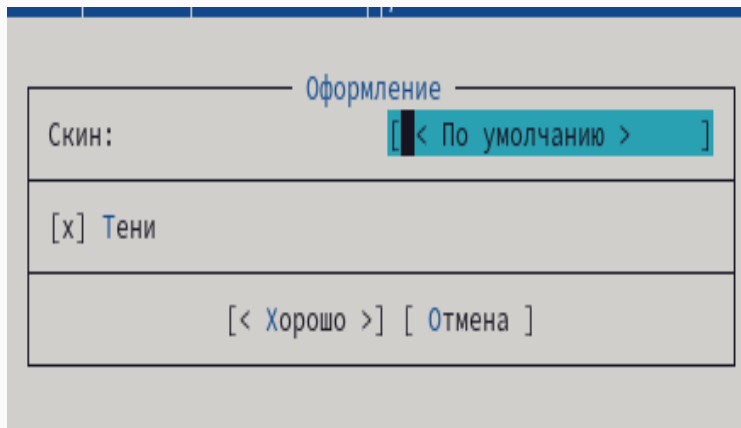 Оформление
Скин: [ < По умолчанию > ]
[x] Тени
[< Хорошо >] [ Отмена ]